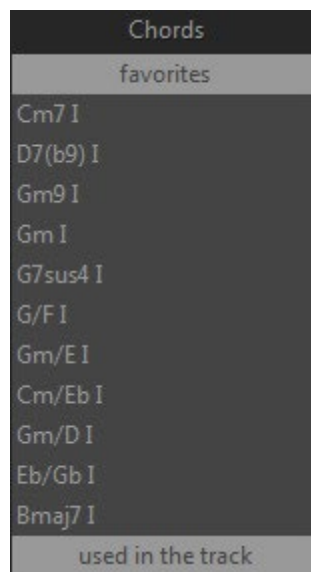 Chords
favorites
Cm7 I
D7(b9) I
Gm9 I
Gm I
G7sus4 I
G/F I
Gm/E I
Cm/Eb I
Gm/D I
Eb/Gb I
Bmaj7 I
used in the track